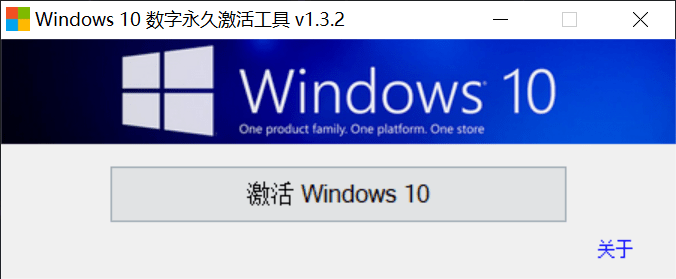 Windows 10 数字永久激活工具 v1.3.2
Windows 10
One product family. One platform. One store
激活 Windows 10
关于